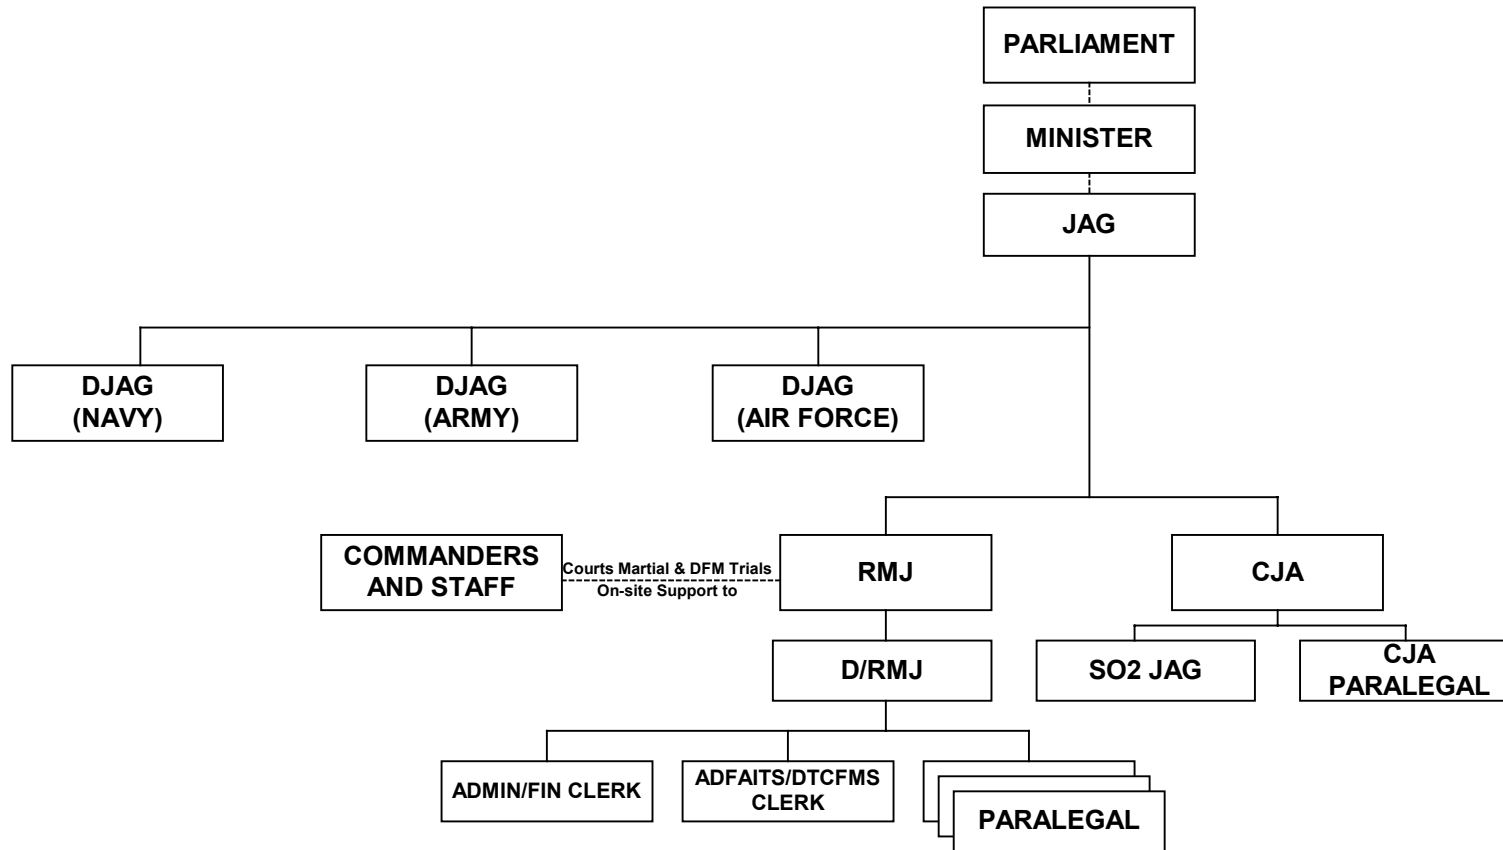 PARLIAMENT
MINISTER
JAG
DJAG
(NAVY)
DJAG
(ARMY)
DJAG
(AIR FORCE)
COMMANDERS
AND STAFF
Courts Martial & DFM Trials
On-site Support to
RMJ
CJA
D/RMJ
SO2 JAG
CJA
PARALEGAL
ADMIN/FIN CLERK
ADFAITS/DTCFMS
CLERK
PARALEGAL